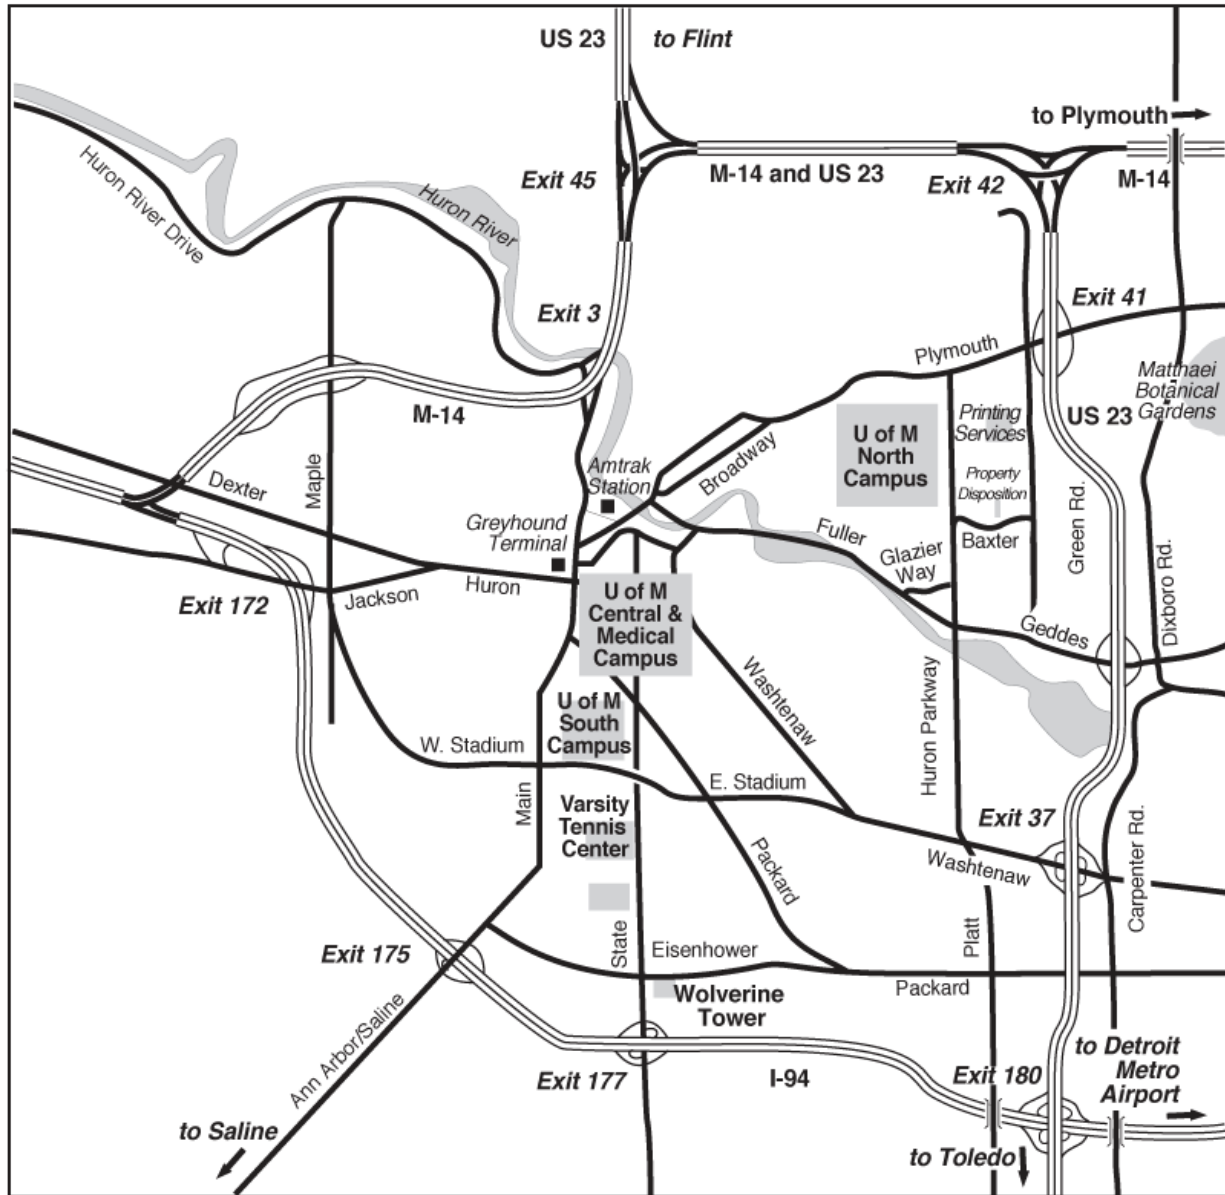 US 23
to Flint
to Plymouth
Huron River Drive
Huron River
Exit 45
M-14 and US 23
Exit 42
M-14
Exit 3
Exit 41
Plymouth
Matthaei
Botanical
Gardens
M-14
US 23
Printing
Services
U of M
North
Campus
Broadway
Amtrak
Station
Property
Disposition
Dexter
Maple
Greyhound
Terminal
Fuller
Glazier
Way
Baxter
Green Rd.
Dixboro Rd.
Exit 172
Jackson
Huron
U of M
Central &
Medical
Campus
Geddes
Washtenaw
Huron Parkway
U of M
South
Campus
W. Stadium
E. Stadium
Main
Varsity
Tennis
Center
Exit 37
Washtenaw
Carpenter Rd.
Packard
State
Platt
Exit 175
Eisenhower
Packard
Wolverine
Tower
Ann Arbor/Saline
Exit 177
I-94
Exit 180
to Detroit
Metro
Airport
to Saline
to Toledo